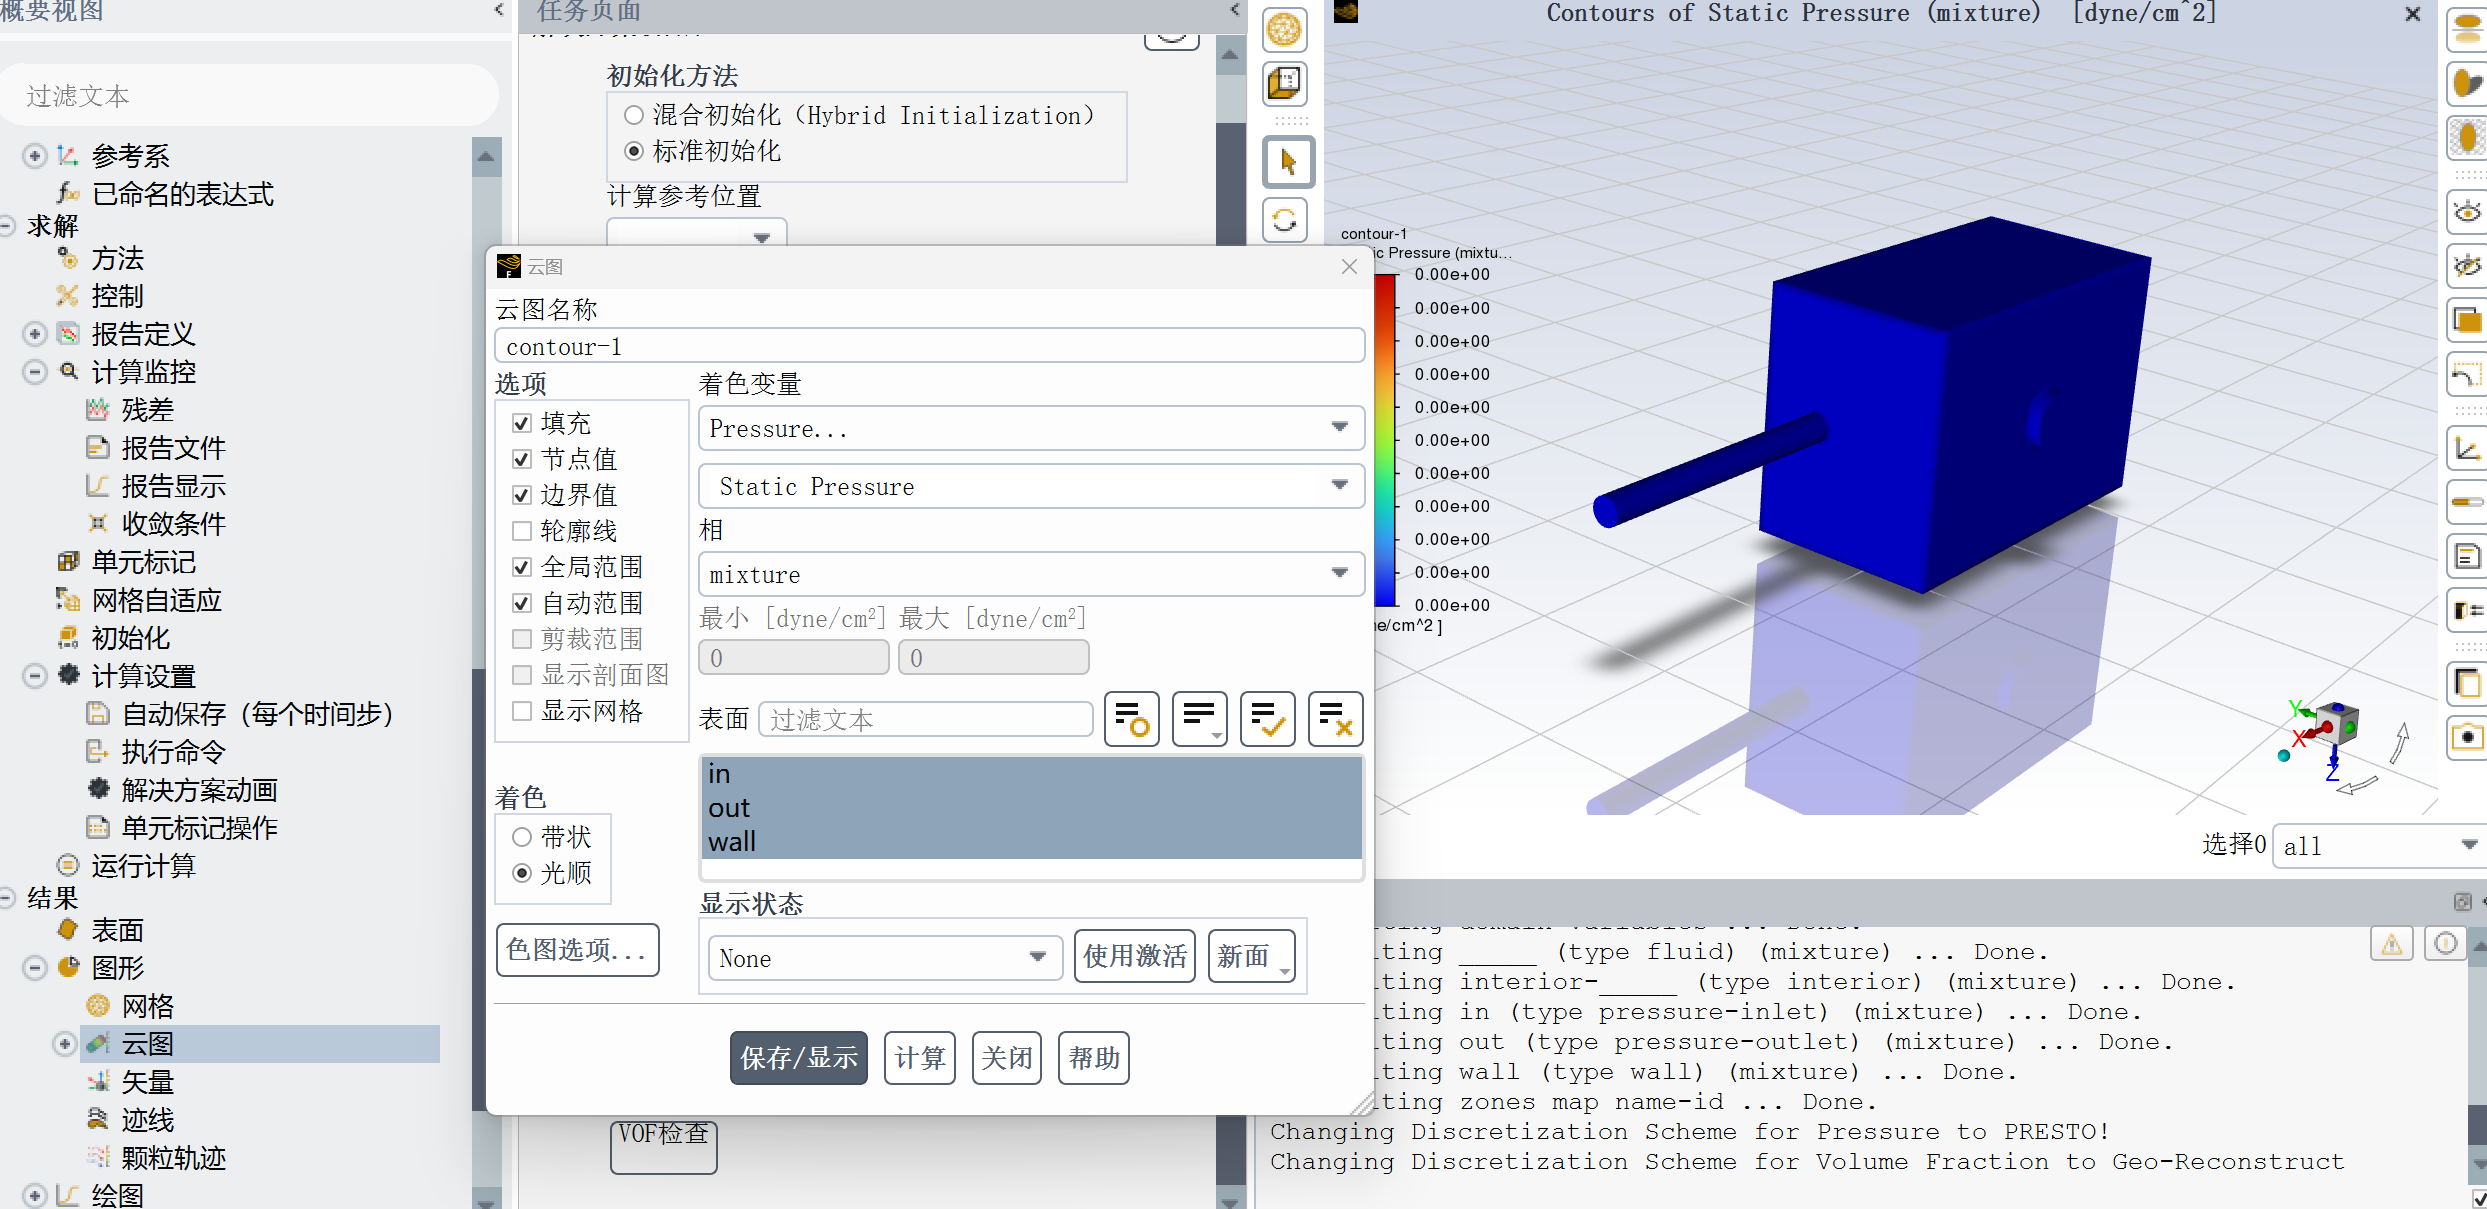 概要视图
过滤文本
参考系
已命名的表达式
求解
方法
控制
报告定义
计算监控
残差
报告文件
报告显示
收敛条件
单元标记
网格自适应
初始化
计算设置
自动保存（每个时间步）
执行命令
解决方案动画
单元标记操作
运行计算
结果
表面
图形
网格
云图
矢量
迹线
颗粒轨迹
绘图
任务页面
初始化方法
混合初始化（Hybrid Initialization）
标准初始化
计算参考位置
VOF检查
云图
云图名称
contour-1
选项
填充
节点值
边界值
轮廓线
全局范围
自动范围
剪裁范围
显示剖面图
显示网格
着色
带状
光顺
色图选项...
着色变量
Pressure...
Static Pressure
相
mixture
最小 [dyne/cm²] 最大 [dyne/cm²]
0 0
表面 过滤文本
in
out
wall
显示状态
None 使用激活 新面
保存/显示 计算 关闭 帮助
Contours of Static Pressure (mixture) [dyne/cm^2]
contour-1
ic Pressure (mixtu...
0.00e+00
0.00e+00
0.00e+00
0.00e+00
0.00e+00
0.00e+00
0.00e+00
0.00e+00
0.00e+00
0.00e+00
0.00e+00
ne/cm^2 ]
Y
X
Z
选择0 all
ting _____ (type fluid) (mixture) ... Done.
ting interior-_____ (type interior) (mixture) ... Done.
ting in (type pressure-inlet) (mixture) ... Done.
ting out (type pressure-outlet) (mixture) ... Done.
ting wall (type wall) (mixture) ... Done.
ting zones map name-id ... Done.
Changing Discretization Scheme for Pressure to PRESTO!
Changing Discretization Scheme for Volume Fraction to Geo-Reconstruct